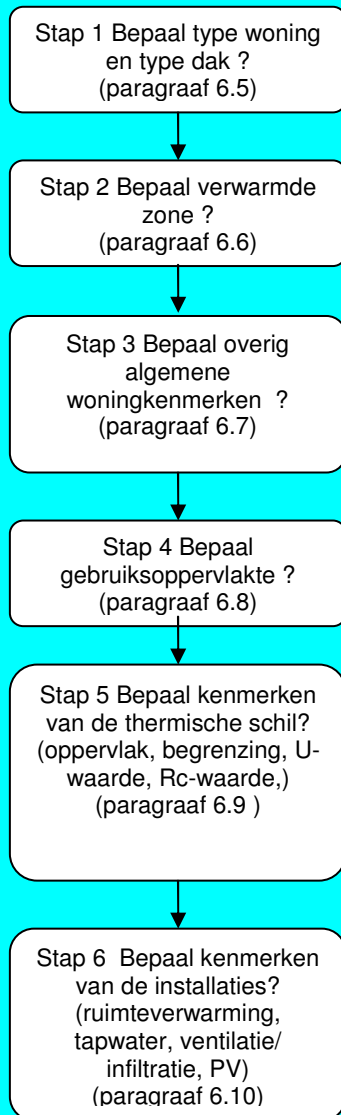 Stap 1 Bepaal type woning
en type dak ?
(paragraaf 6.5)
Stap 2 Bepaal verwarmde
zone ?
(paragraaf 6.6)
Stap 3 Bepaal overig
algemene
woningkenmerken ?
(paragraaf 6.7)
Stap 4 Bepaal
gebruiksoppervlakte ?
(paragraaf 6.8)
Stap 5 Bepaal kenmerken
van de thermische schil?
(oppervlak, begrenzing, U-
waarde, Rc-waarde,)
(paragraaf 6.9 )
Stap 6 Bepaal kenmerken
van de installaties?
(ruimteverwarming,
tapwater, ventilatie/
infiltratie, PV)
(paragraaf 6.10)